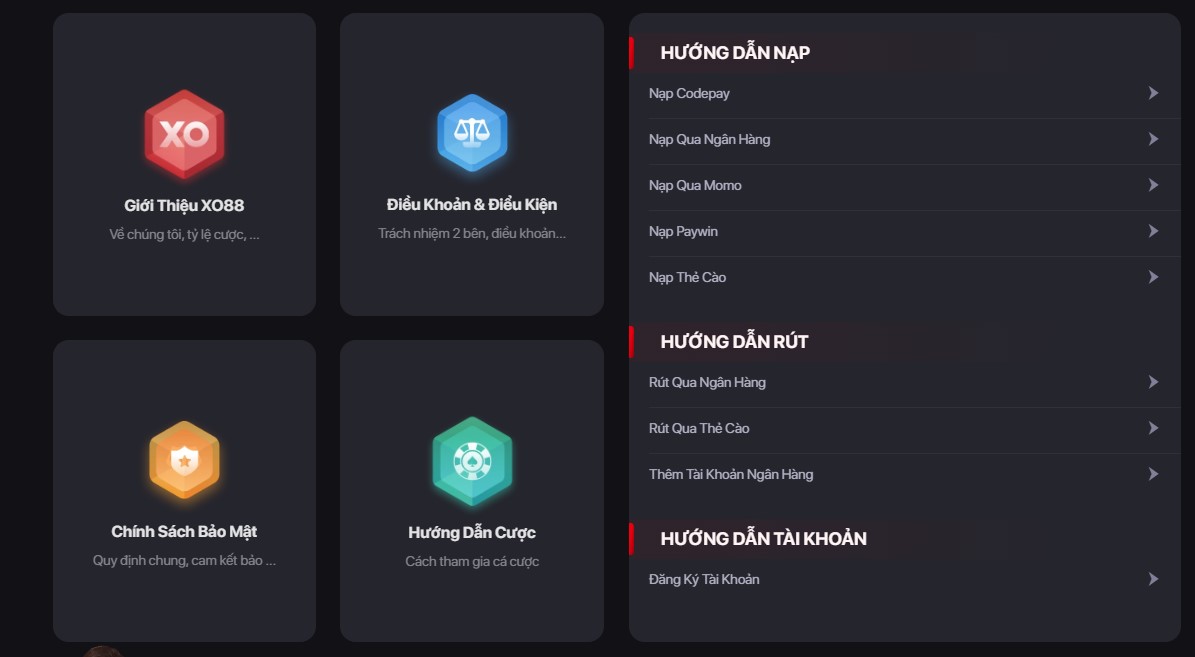 XO
Giới Thiệu XO88
Về chúng tôi, tỷ lệ cược, ...
Điều Khoản & Điều Kiện
Trách nhiệm 2 bên, điều khoản...
Chính Sách Bảo Mật
Quy định chung, cam kết bảo ...
Hướng Dẫn Cược
Cách tham gia cá cược
HƯỚNG DẪN NẠP
Nạp Codepay
Nạp Qua Ngân Hàng
Nạp Qua Momo
Nạp Paywin
Nạp Thẻ Cào
HƯỚNG DẪN RÚT
Rút Qua Ngân Hàng
Rút Qua Thẻ Cào
Thêm Tài Khoản Ngân Hàng
HƯỚNG DẪN TÀI KHOẢN
Đăng Ký Tài Khoản